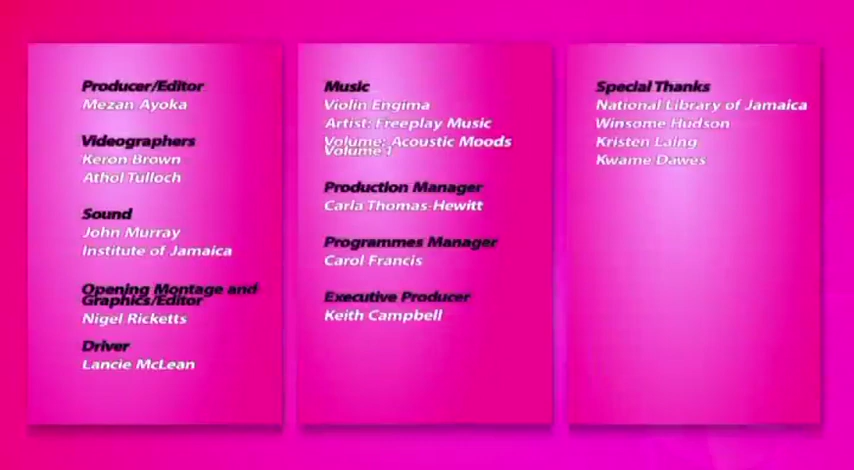 Producer/Editor
Mezan Ayoka
Videographers
Keron Brown
Athol Tulloch
Sound
John Murray
Institute of Jamaica
Opening Montage and
Graphics/Editor
Nigel Ricketts
Driver
Lancie McLean
Music
Violin Engima
Artist: Freeplay Music
Volume: Acoustic Moods
Volume 1
Production Manager
Carla Thomas-Hewitt
Programmes Manager
Carol Francis
Executive Producer
Keith Campbell
Special Thanks
National Library of Jamaica
Winsome Hudson
Kristen Laing
Kwame Dawes